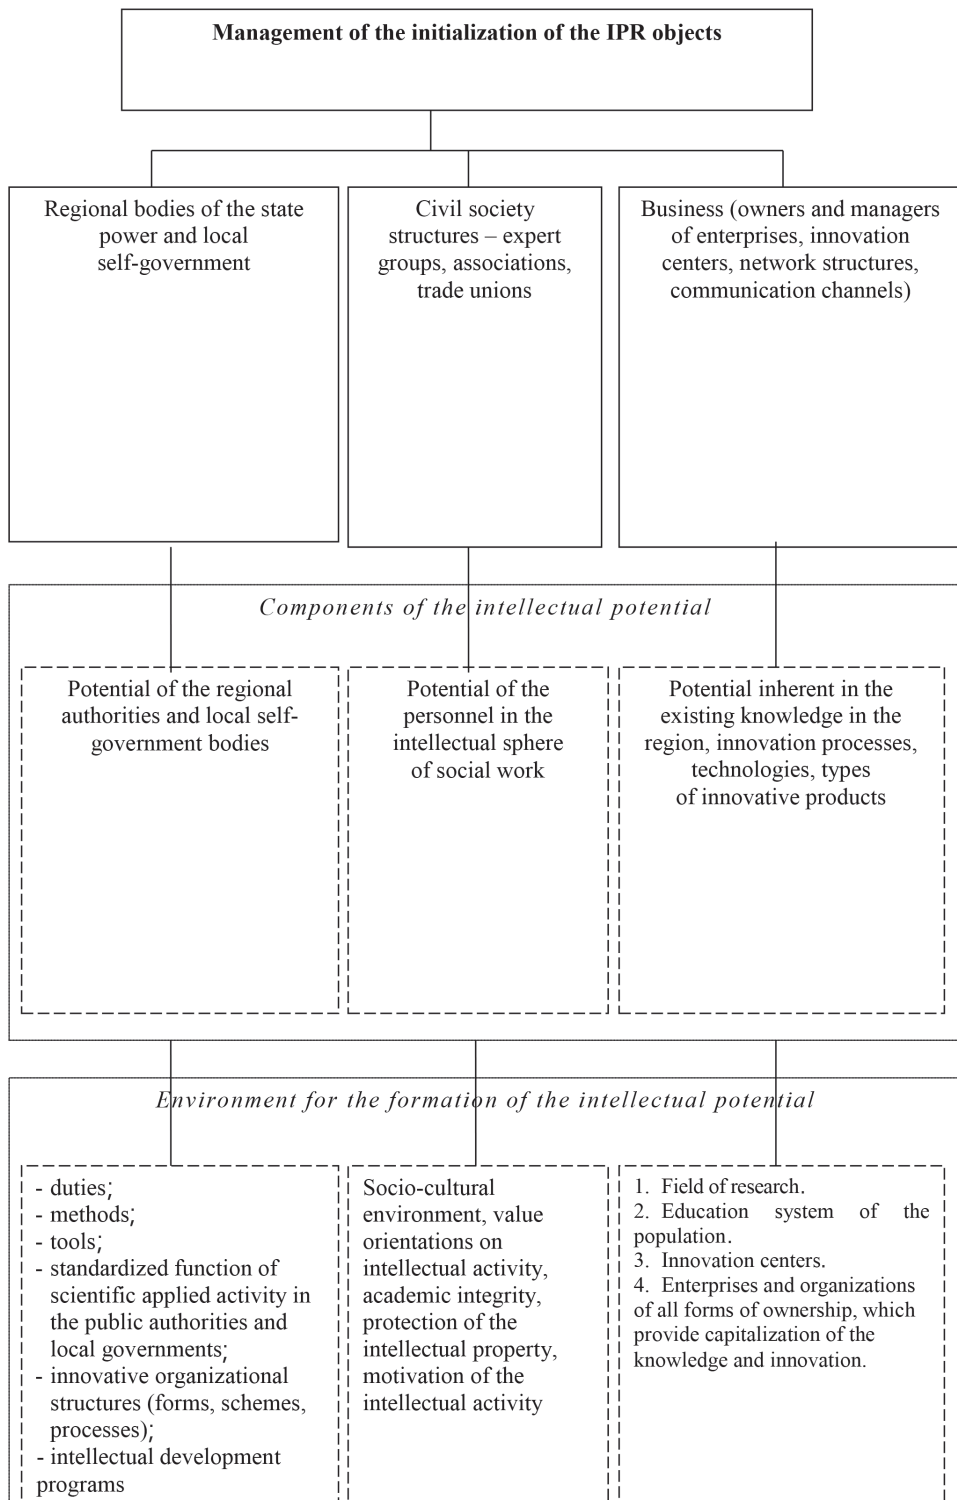 Management of the initialization of the IPR objects
Regional bodies of the state
power and local
self-government
Civil society
structures – expert
groups, associations,
trade unions
Business (owners and managers
of enterprises, innovation
centers, network structures,
communication channels)
Components of the intellectual potential
Potential of the regional
authorities and local self-
government bodies
Potential of the
personnel in the
intellectual sphere
of social work
Potential inherent in the
existing knowledge in the
region, innovation processes,
technologies, types
of innovative products
Environment for the formation of the intellectual potential
- duties;
- methods;
- tools;
- standardized function of
scientific applied activity in
the public authorities and
local governments;
- innovative organizational
structures (forms, schemes,
processes);
- intellectual development
programs
Socio-cultural
environment, value
orientations on
intellectual activity,
academic integrity,
protection of the
intellectual property,
motivation of the
intellectual activity
1. Field of research.
2. Education system of the
population.
3. Innovation centers.
4. Enterprises and organizations
of all forms of ownership, which
provide capitalization of the
knowledge and innovation.